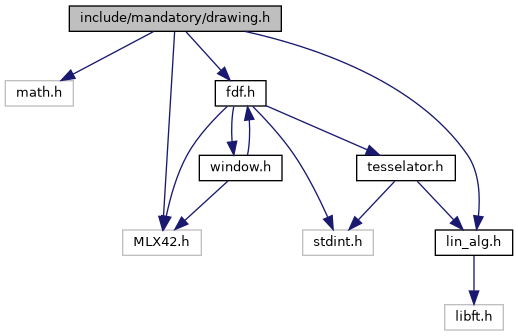 include/mandatory/drawing.h
math.h
fdf.h
window.h
tesselator.h
MLX42.h
stdint.h
lin_alg.h
libft.h